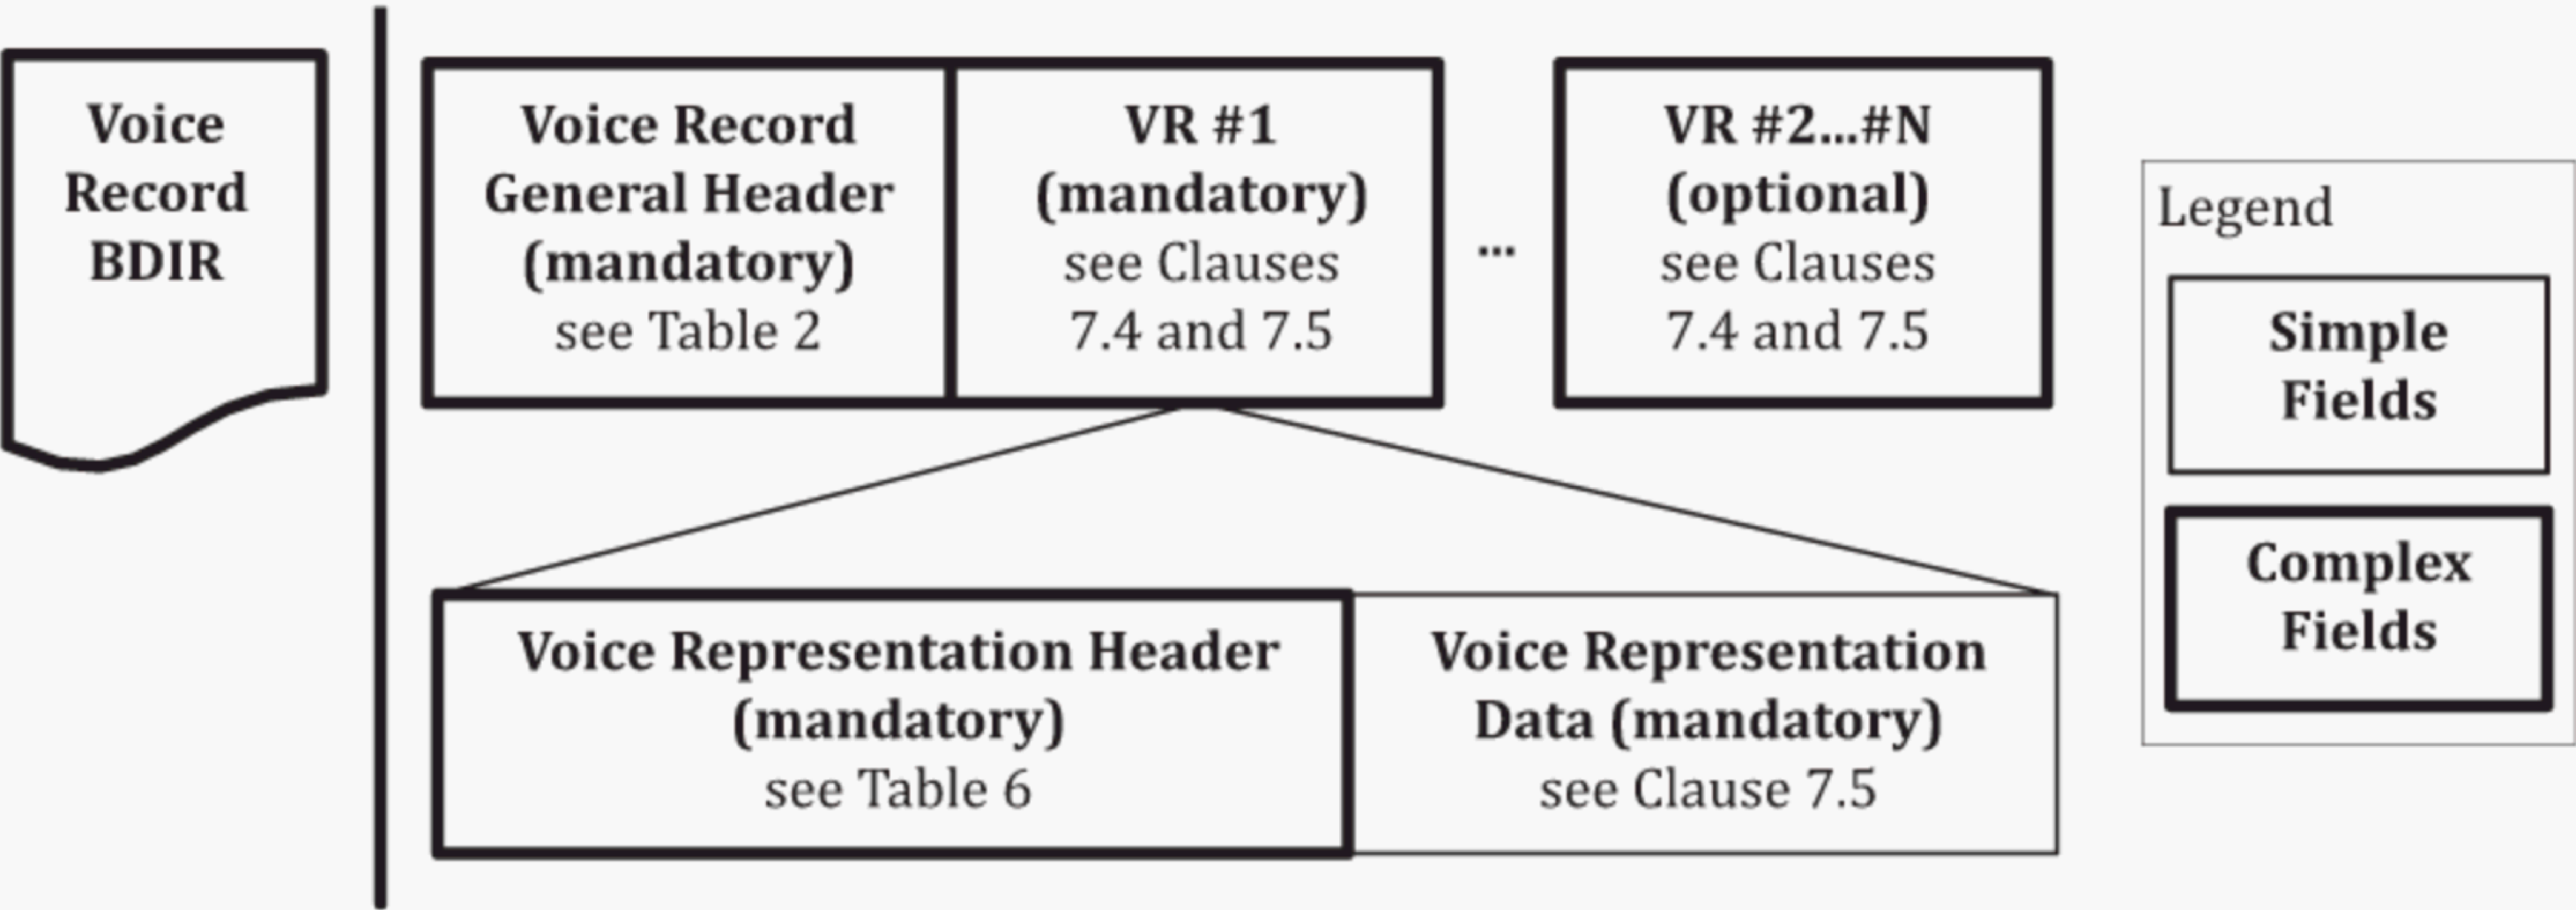 Voice
Record
BDIR
Voice Record
General Header
(mandatory)
see Table 2
VR #1
(mandatory)
see Clauses
7.4 and 7.5
...
VR #2...#N
(optional)
see Clauses
7.4 and 7.5
Voice Representation Header
(mandatory)
see Table 6
Voice Representation
Data (mandatory)
see Clause 7.5
Legend
Simple
Fields
Complex
Fields